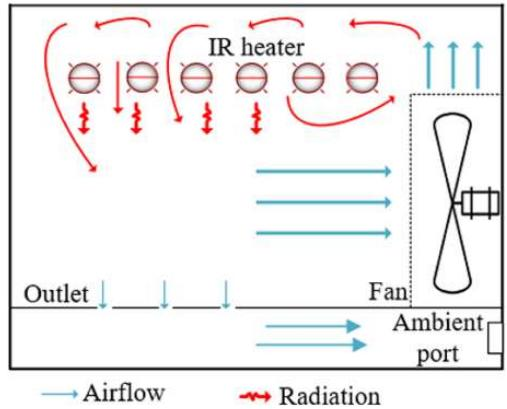 IR heater
Outlet
Fan
Ambient
port
Airflow
Radiation